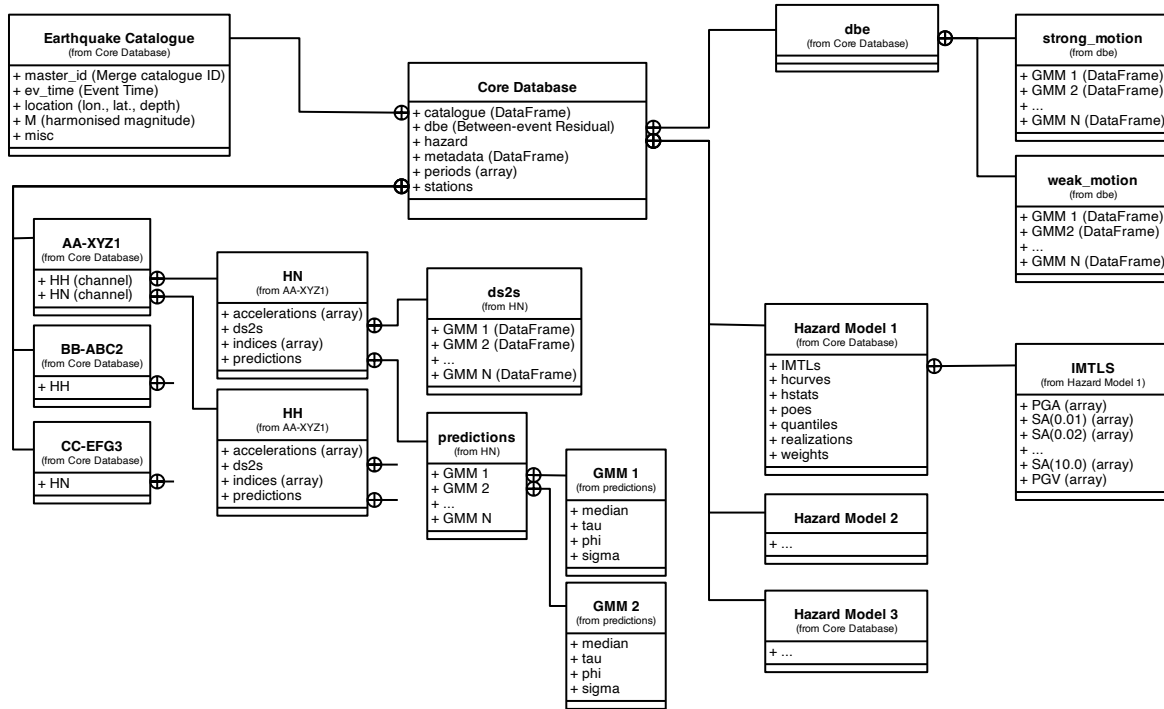 Earthquake Catalogue
(from Core Database)
+ master_id (Merge catalogue ID)
+ ev_time (Event Time)
+ location (lon., lat., depth)
+ M (harmonised magnitude)
+ misc
Core Database
+ catalogue (DataFrame)
+ dbe (Between-event Residual)
+ hazard
+ metadata (DataFrame)
+ periods (array)
+ stations
dbe
(from Core Database)
strong_motion
(from dbe)
+ GMM 1 (DataFrame)
+ GMM 2 (DataFrame)
+ ...
+ GMM N (DataFrame)
weak_motion
(from dbe)
+ GMM 1 (DataFrame)
+ GMM2 (DataFrame)
+ ...
+ GMM N (DataFrame)
AA-XYZ1
(from Core Database)
+ HH (channel)
+ HN (channel)
BB-ABC2
(from Core Database)
+ HH
CC-EFG3
(from Core Database)
+ HN
HN
(from AA-XYZ1)
+ accelerations (array)
+ ds2s
+ indices (array)
+ predictions
HH
(from AA-XYZ1)
+ accelerations (array)
+ ds2s
+ indices (array)
+ predictions
ds2s
(from HN)
+ GMM 1 (DataFrame)
+ GMM 2 (DataFrame)
+ ...
+ GMM N (DataFrame)
predictions
(from HN)
+ GMM 1
+ GMM 2
+ ...
+ GMM N
GMM 1
(from predictions)
+ median
+ tau
+ phi
+ sigma
GMM 2
(from predictions)
+ median
+ tau
+ phi
+ sigma
Hazard Model 1
(from Core Database)
+ IMTLs
+ hcurves
+ hstats
+ poes
+ quantiles
+ realizations
+ weights
IMTLS
(from Hazard Model 1)
+ PGA (array)
+ SA(0.01) (array)
+ SA(0.02) (array)
+ ...
+ SA(10.0) (array)
+ PGV (array)
Hazard Model 2
(from Core Database)
+ ...
Hazard Model 3
(from Core Database)
+ ...